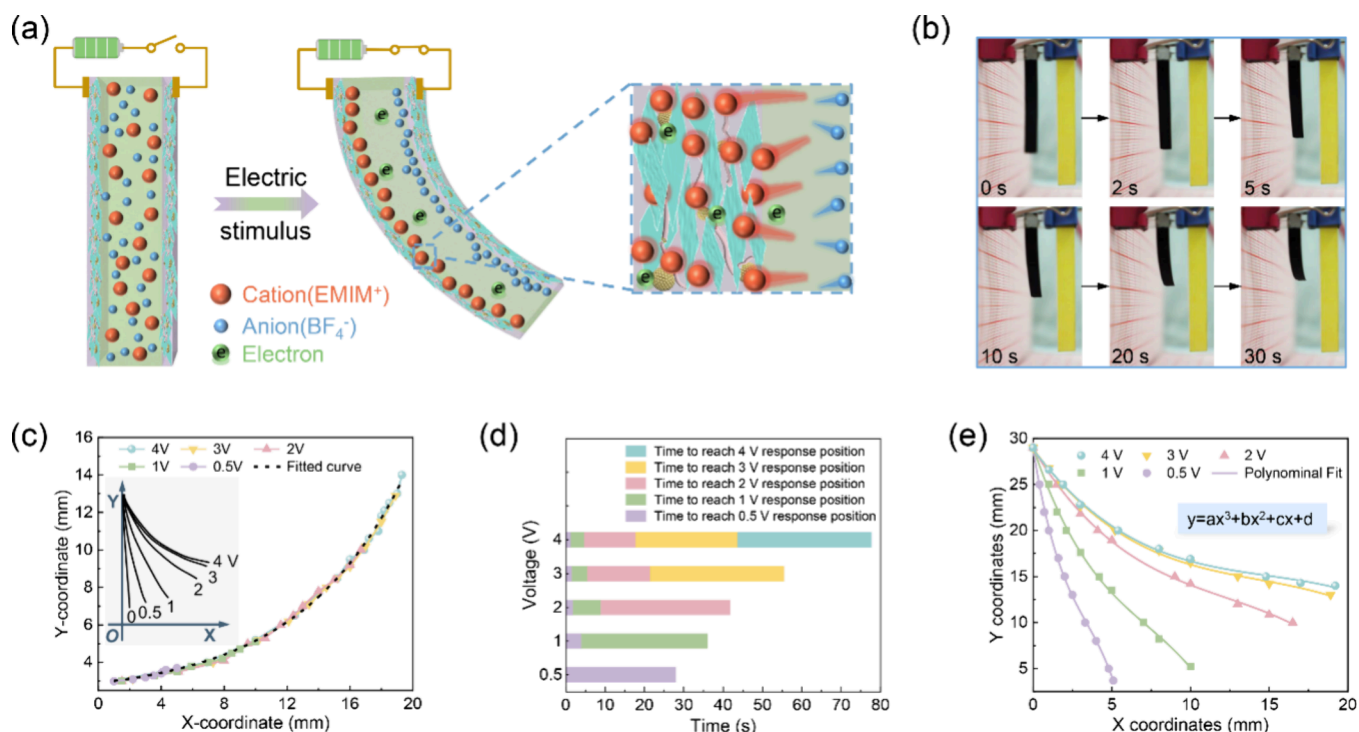 (a)
Electric
stimulus
Cation(EMIM⁺)
Anion(BF₄⁻)
e Electron
e
e
e
e
e
e
e
e
(b)
0 s
2 s
5 s
10 s
20 s
30 s
(c)
16
14
12
10
8
6
4
Y-coordinate (mm)
4V 3V 2V
1V 0.5V Fitted curve
Y
4 V
3
2
1
0.5
0
O X
0 4 8 12 16 20
X-coordinate (mm)
(d)
Voltage (V)
4
3
2
1
0.5
Time to reach 4 V response position
Time to reach 3 V response position
Time to reach 2 V response position
Time to reach 1 V response position
Time to reach 0.5 V response position
0 10 20 30 40 50 60 70 80
Time (s)
(e)
30
25
20
15
10
5
Y coordinates (mm)
4 V 3 V 2 V
1 V 0.5 V Polynominal Fit
y=ax³+bx²+cx+d
0 5 10 15 20
X coordinates (mm)